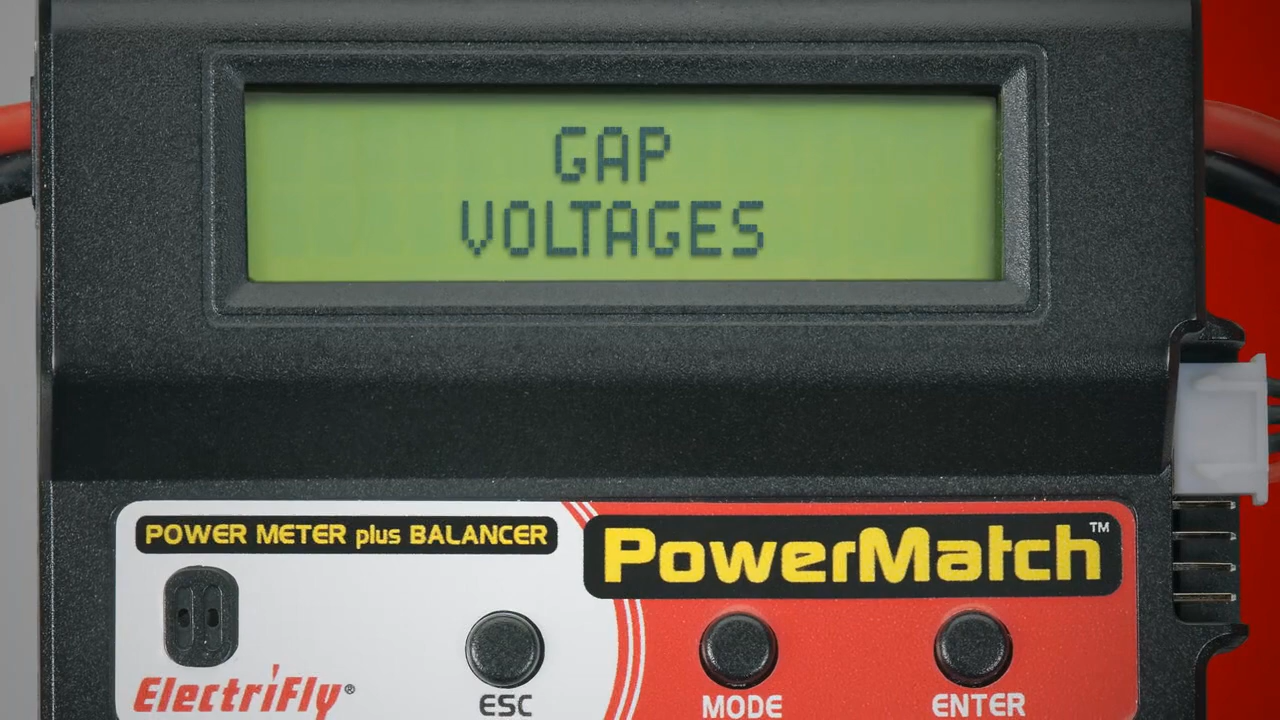 GAP
VOLTAGES
POWER METER plus BALANCER
PowerMatch™
ElectriFly®
ESC
MODE
ENTER